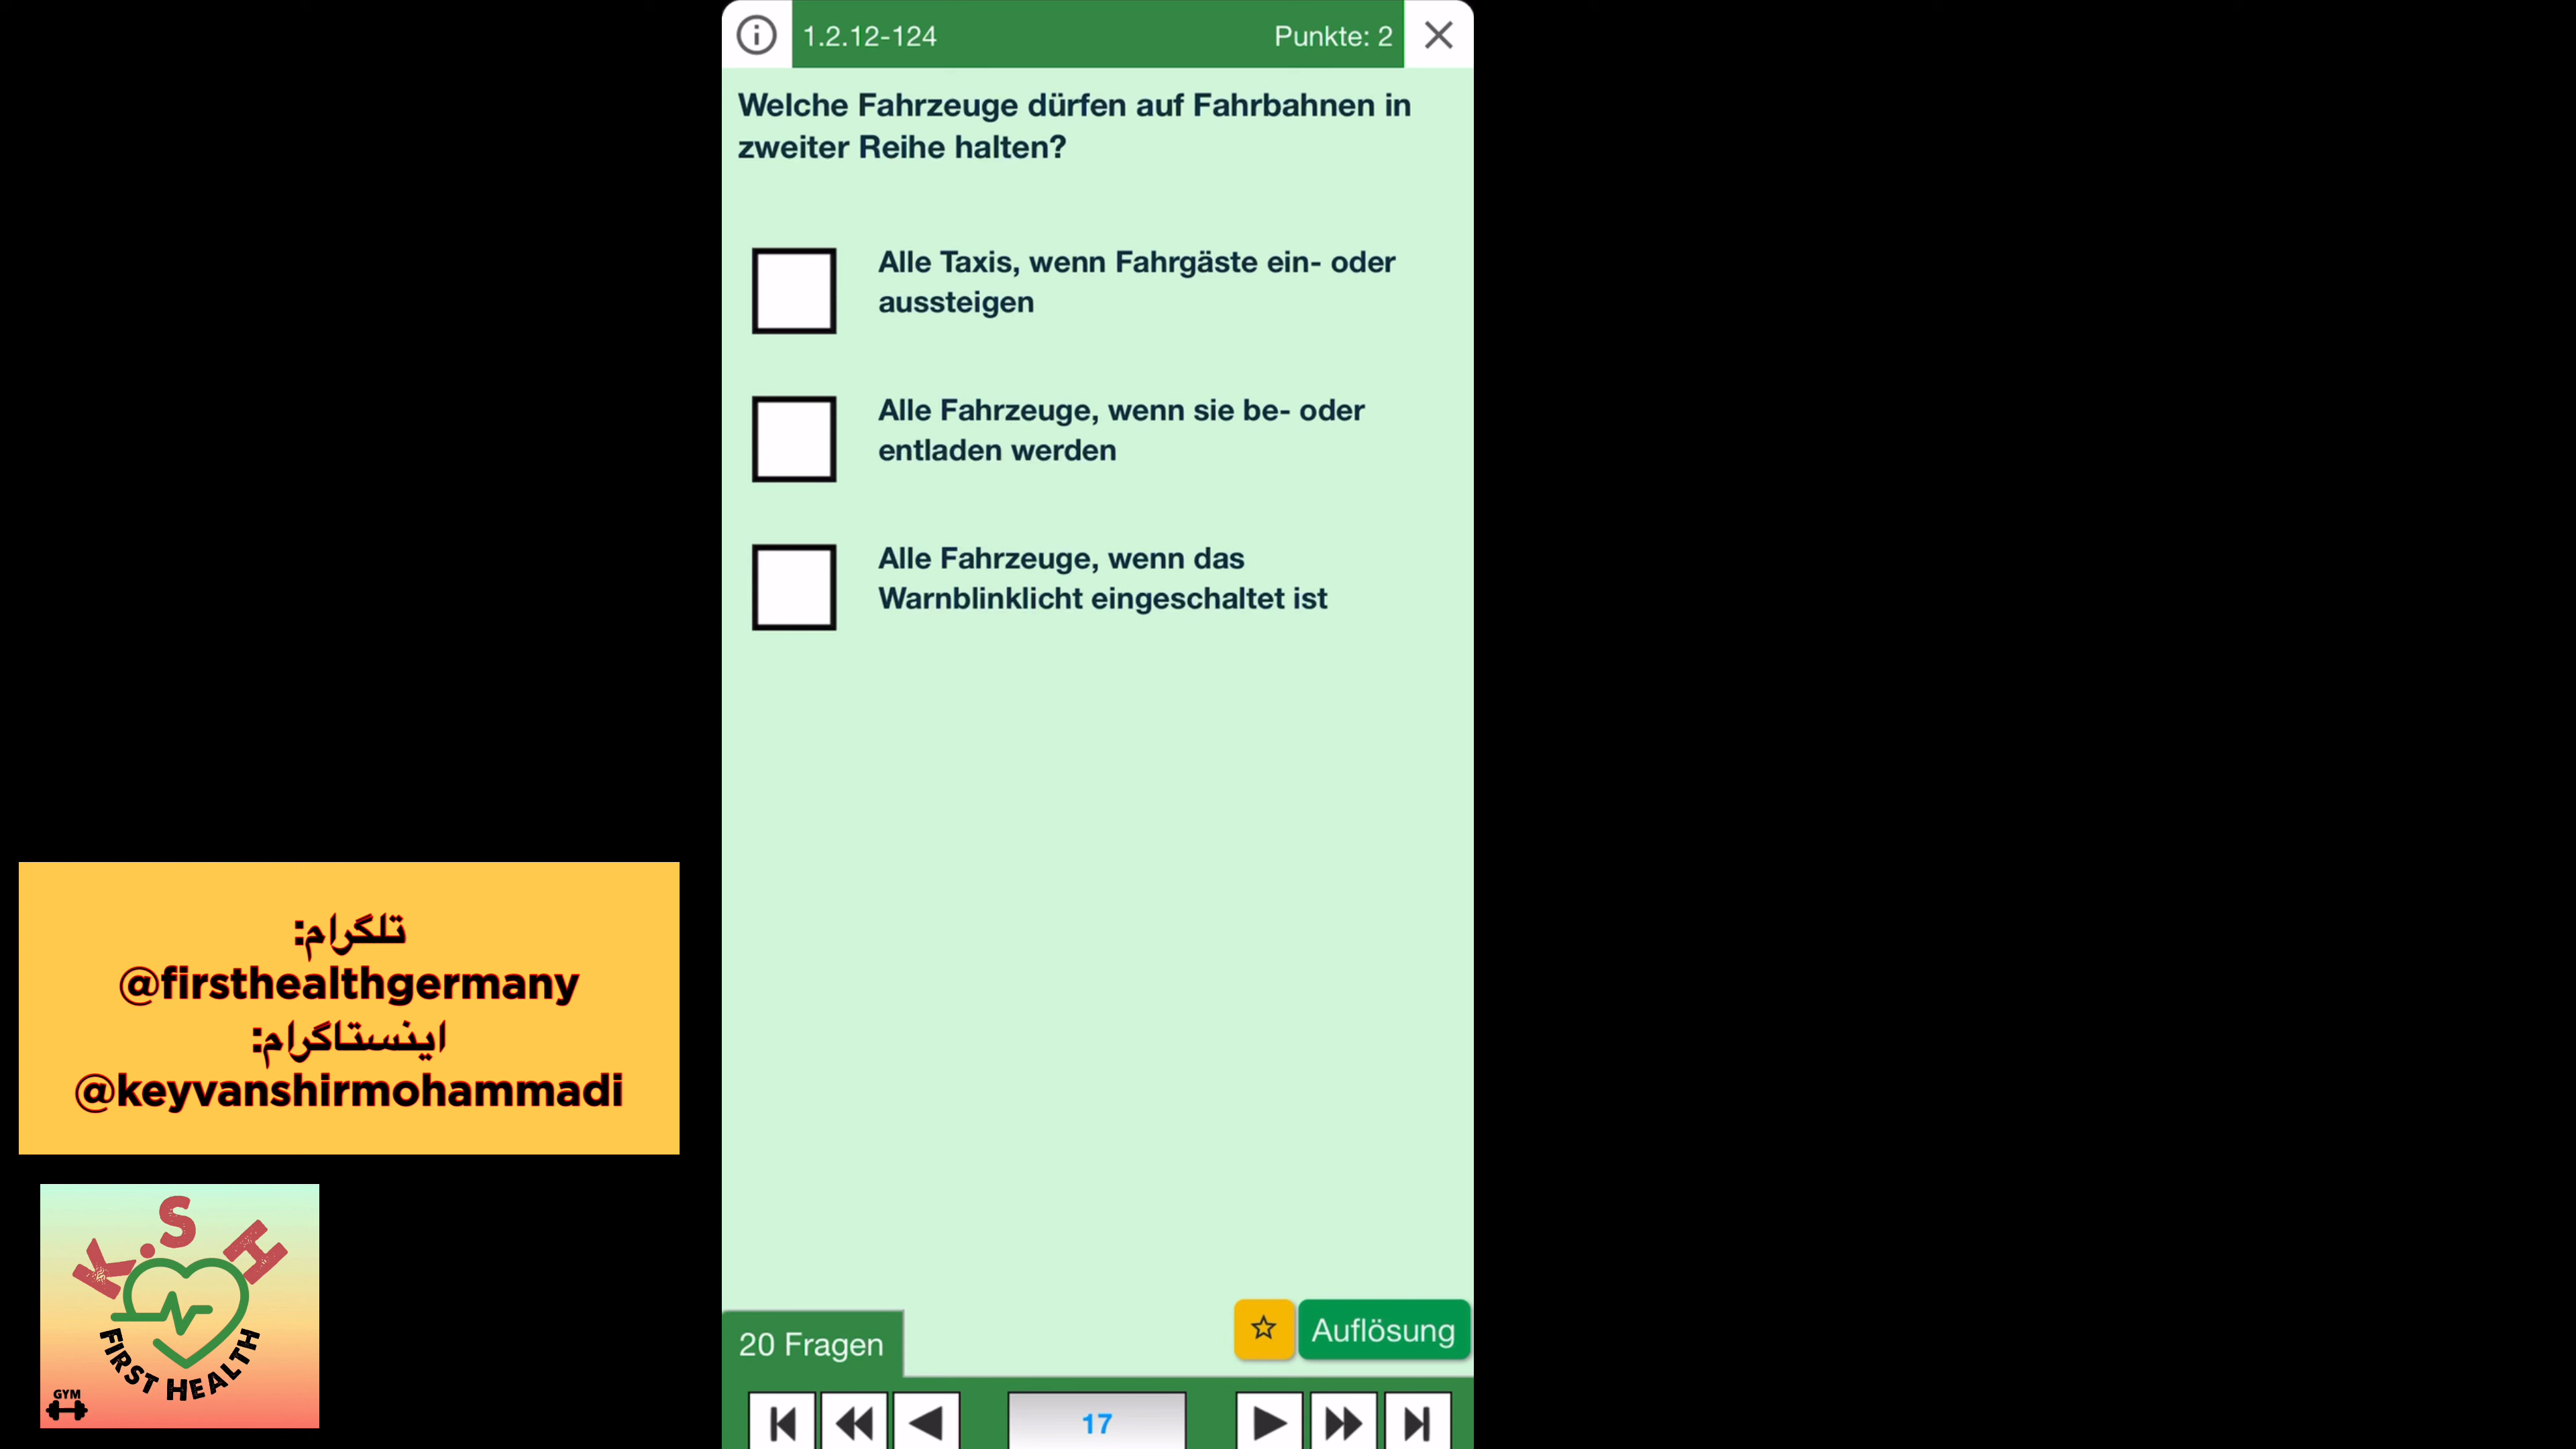 1.2.12-124
Punkte: 2
Welche Fahrzeuge dürfen auf Fahrbahnen in
zweiter Reihe halten?
Alle Taxis, wenn Fahrgäste ein- oder
aussteigen
Alle Fahrzeuge, wenn sie be- oder
entladen werden
Alle Fahrzeuge, wenn das
Warnblinklicht eingeschaltet ist
تلگرام:
@firsthealthgermany
اینستاگرام:
@keyvanshirmohammadi
K.SH
FIRST HEALTH
GYM
20 Fragen
Auflösung
17